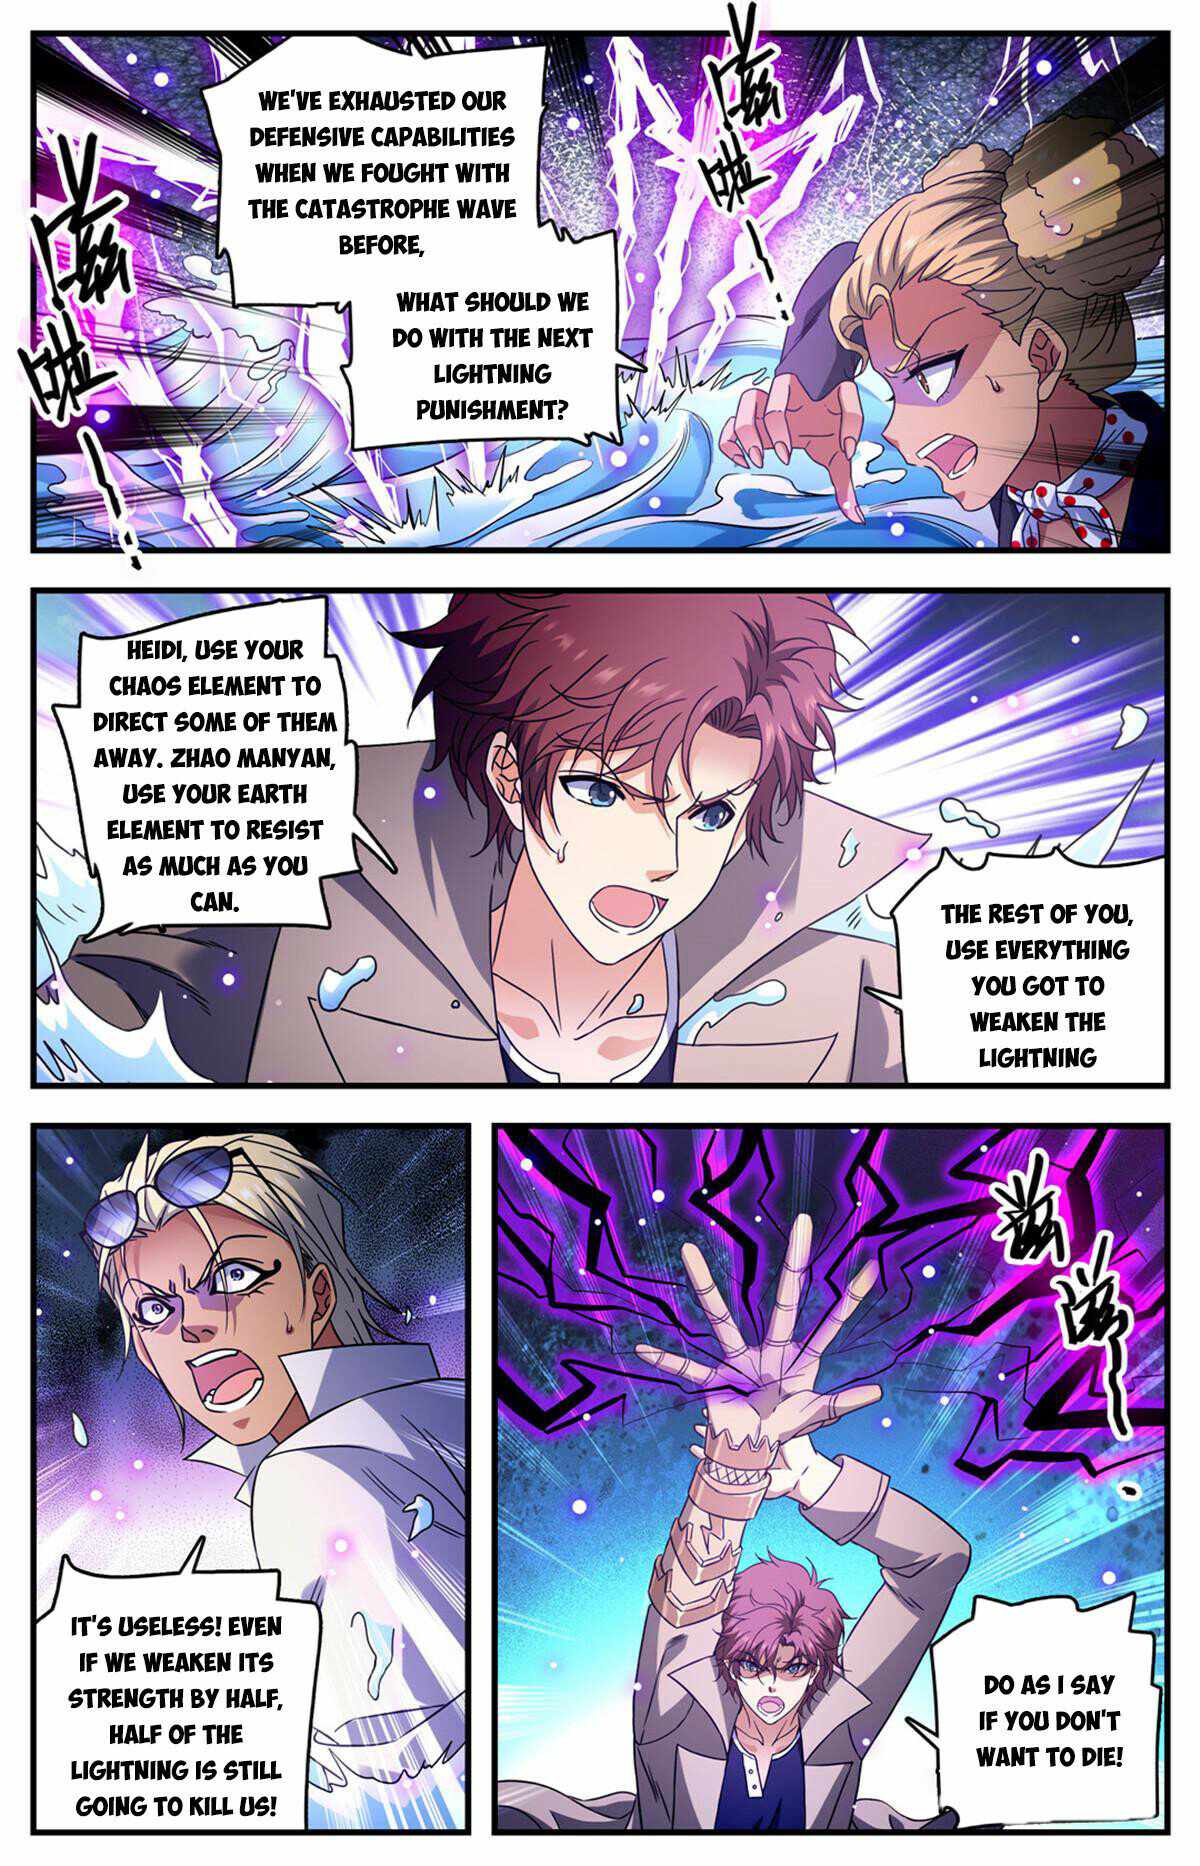 WE'VE EXHAUSTED OUR
DEFENSIVE CAPABILITIES
WHEN WE FOUGHT WITH
THE CATASTROPHE WAVE
BEFORE,
WHAT SHOULD WE
DO WITH THE NEXT
LIGHTNING
PUNISHMENT?
HEIDI, USE YOUR
CHAOS ELEMENT TO
DIRECT SOME OF THEM
AWAY. ZHAO MANYAN,
USE YOUR EARTH
ELEMENT TO RESIST
AS MUCH AS YOU
CAN.
THE REST OF YOU,
USE EVERYTHING
YOU GOT TO
WEAKEN THE
LIGHTNING
IT'S USELESS! EVEN
IF WE WEAKEN ITS
STRENGTH BY HALF,
HALF OF THE
LIGHTNING IS STILL
GOING TO KILL US!
DO AS I SAY
IF YOU DON'T
WANT TO DIE!